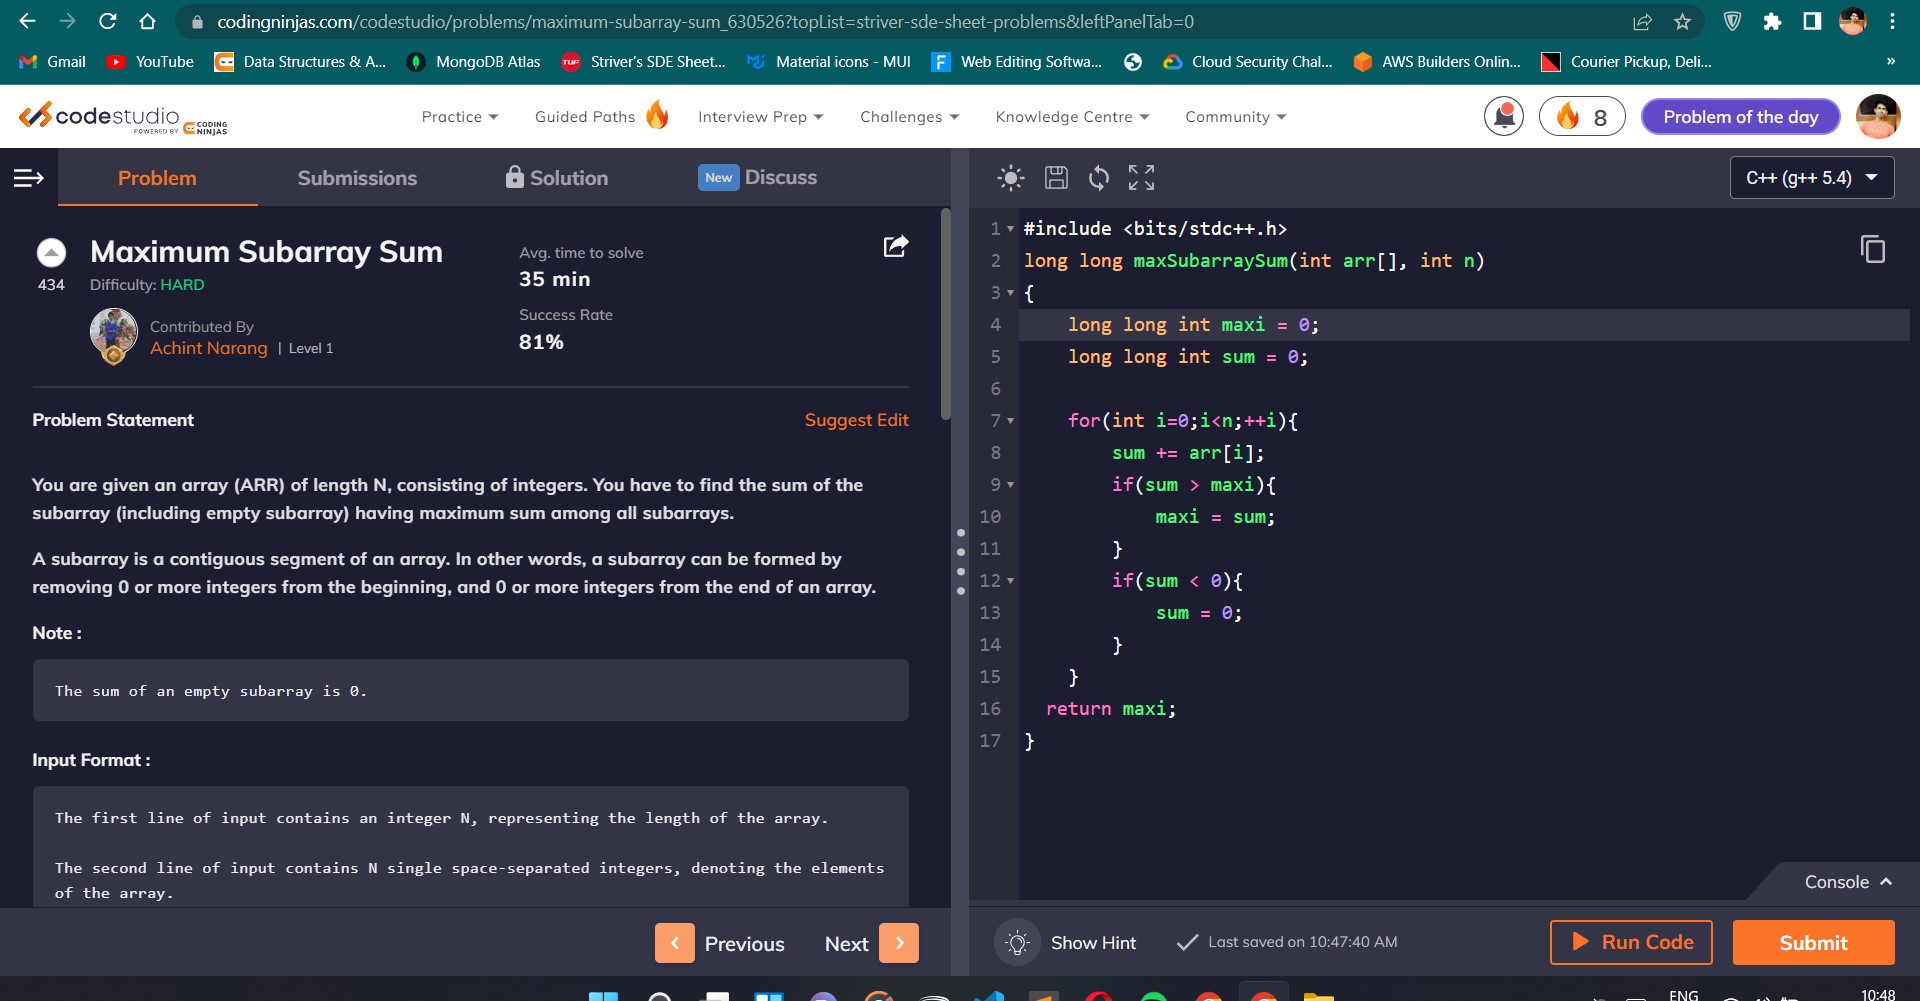 codingninjas.com/codestudio/problems/maximum-subarray-sum_630526?topList=striver-sde-sheet-problems&leftPanelTab=0
Gmail YouTube Data Structures & A... MongoDB Atlas Striver's SDE Sheet... Material icons - MUI Web Editing Softwa... Cloud Security Chal... AWS Builders Onlin... Courier Pickup, Deli... »
codestudio
POWERED BY CODING NINJAS
Practice Guided Paths Interview Prep Challenges Knowledge Centre Community 8 Problem of the day
Problem Submissions Solution New Discuss
Maximum Subarray Sum
434
Difficulty: HARD
Contributed By
Achint Narang | Level 1
Avg. time to solve
35 min
Success Rate
81%
Problem Statement Suggest Edit
You are given an array (ARR) of length N, consisting of integers. You have to find the sum of the
subarray (including empty subarray) having maximum sum among all subarrays.
A subarray is a contiguous segment of an array. In other words, a subarray can be formed by
removing 0 or more integers from the beginning, and 0 or more integers from the end of an array.
Note :
The sum of an empty subarray is 0.
Input Format :
The first line of input contains an integer N, representing the length of the array.
The second line of input contains N single space-separated integers, denoting the elements
of the array.
Previous Next
C++ (g++ 5.4)
1 #include <bits/stdc++.h>
2 long long maxSubarraySum(int arr[], int n)
3 {
4     long long int maxi = 0;
5     long long int sum = 0;
6
7     for(int i=0;i<n;++i){
8         sum += arr[i];
9         if(sum > maxi){
10             maxi = sum;
11         }
12         if(sum < 0){
13             sum = 0;
14         }
15     }
16   return maxi;
17 }
Console
Show Hint Last saved on 10:47:40 AM Run Code Submit
ENG 10:48